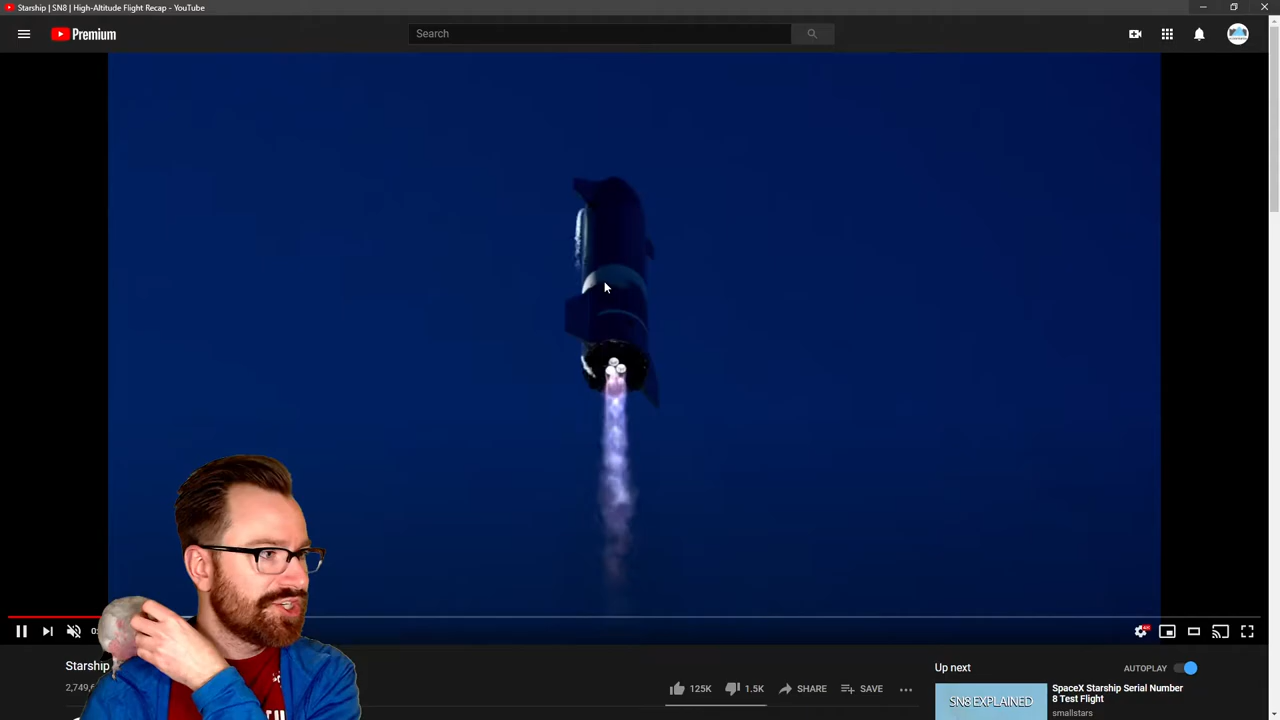 Starship | SN8 | High-Altitude Flight Recap - YouTube
Premium
Search
Starship
2,749,
125K
1.5K
SHARE
SAVE
Up next
AUTOPLAY
SN8 EXPLAINED
SpaceX Starship Serial Number
8 Test Flight
smallstars